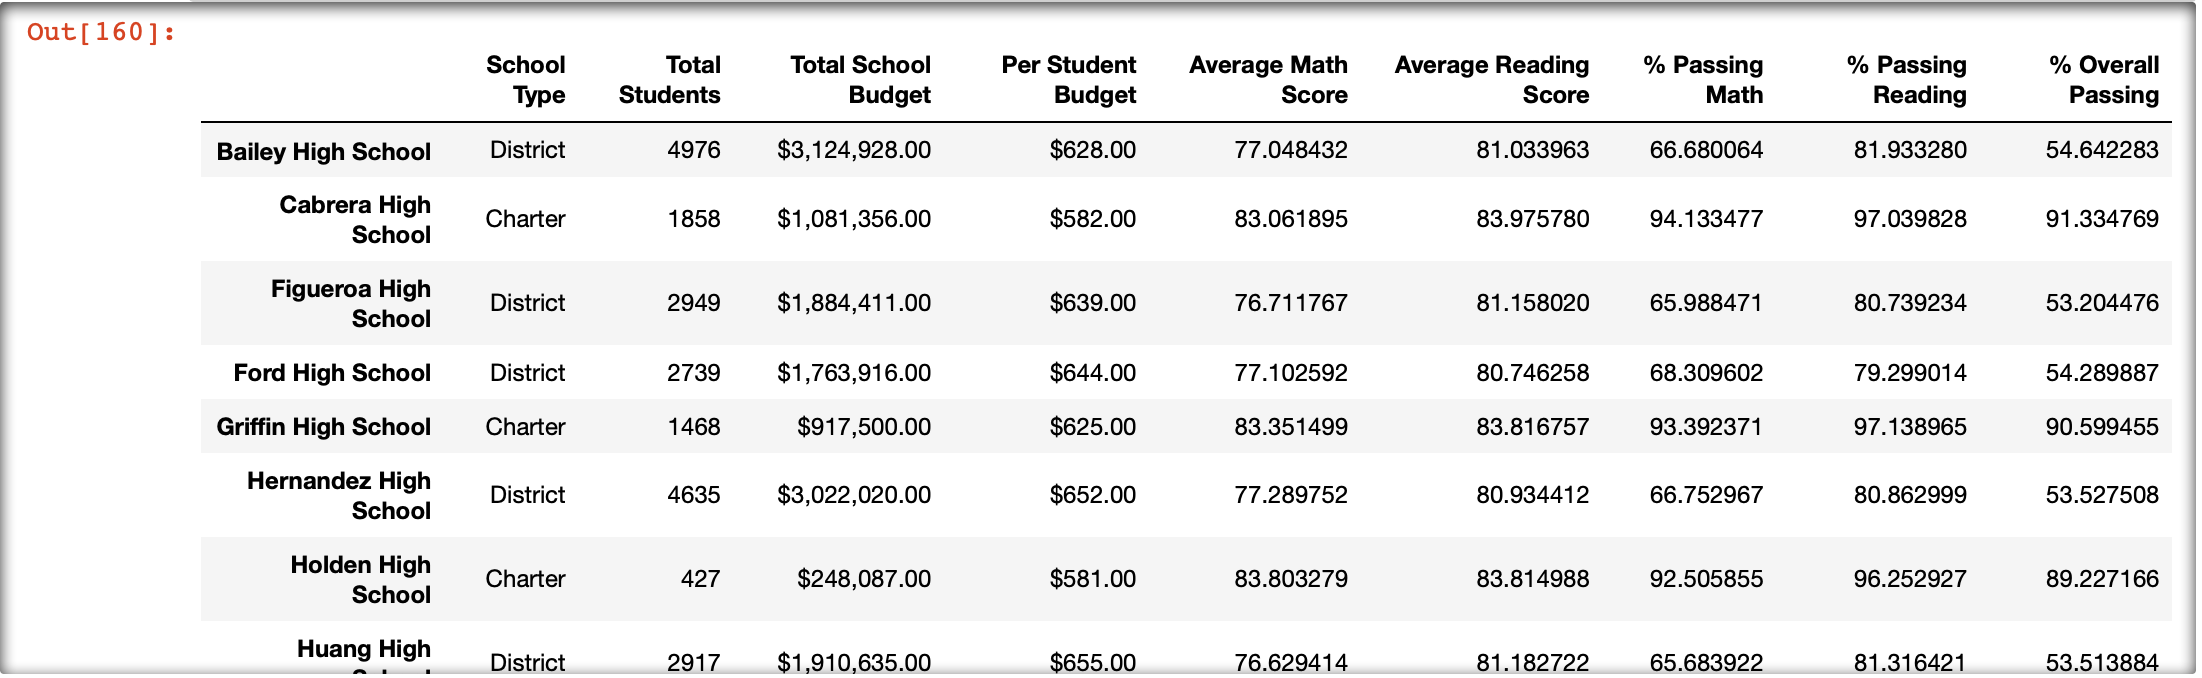 Out[160]:
School Type Total Students Total School Budget Per Student Budget Average Math Score Average Reading Score % Passing Math % Passing Reading % Overall Passing
Bailey High School District 4976 $3,124,928.00 $628.00 77.048432 81.033963 66.680064 81.933280 54.642283
Cabrera High School Charter 1858 $1,081,356.00 $582.00 83.061895 83.975780 94.133477 97.039828 91.334769
Figueroa High School District 2949 $1,884,411.00 $639.00 76.711767 81.158020 65.988471 80.739234 53.204476
Ford High School District 2739 $1,763,916.00 $644.00 77.102592 80.746258 68.309602 79.299014 54.289887
Griffin High School Charter 1468 $917,500.00 $625.00 83.351499 83.816757 93.392371 97.138965 90.599455
Hernandez High School District 4635 $3,022,020.00 $652.00 77.289752 80.934412 66.752967 80.862999 53.527508
Holden High School Charter 427 $248,087.00 $581.00 83.803279 83.814988 92.505855 96.252927 89.227166
Huang High District 2917 $1,910,635.00 $655.00 76.629414 81.182722 65.683922 81.316421 53.513884